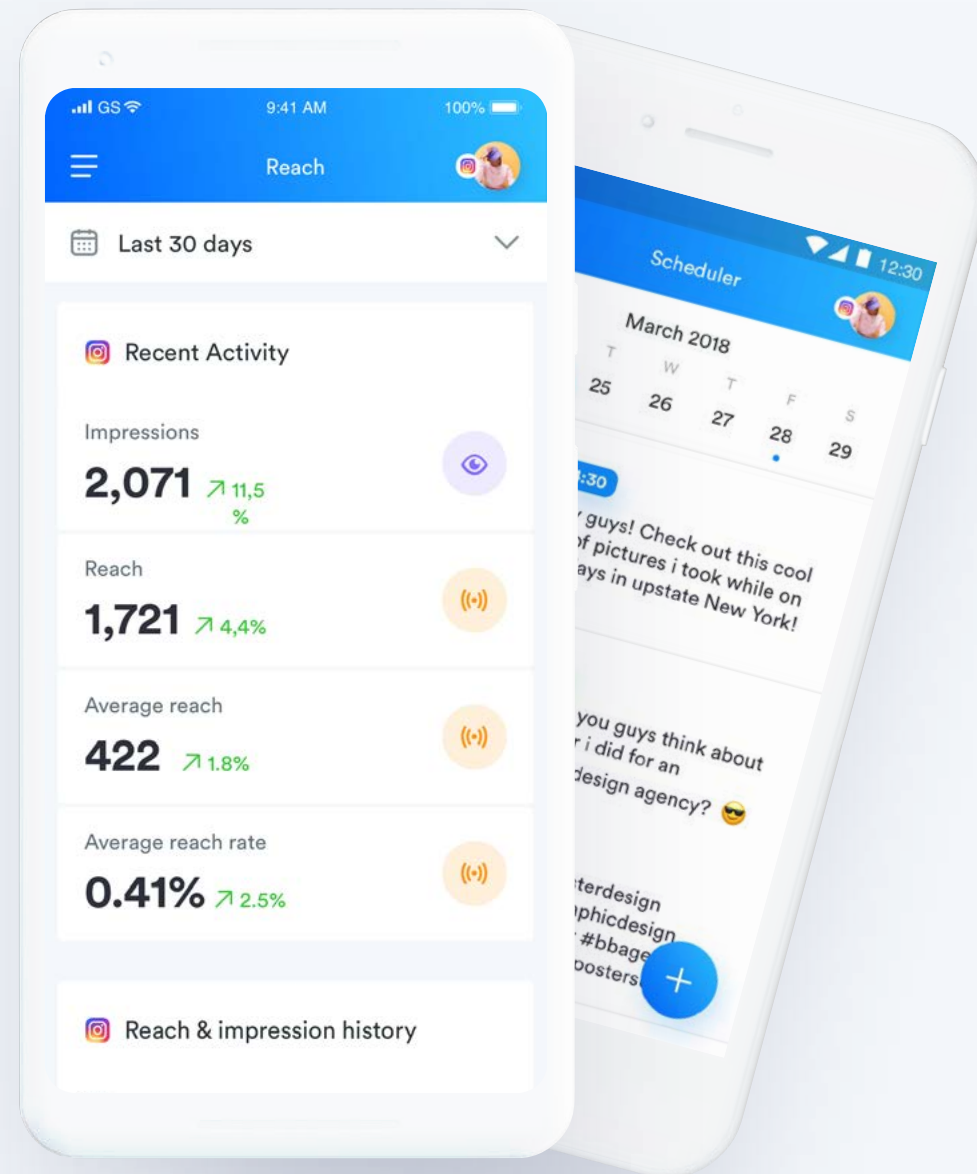 GS
9:41 AM
100%
Reach
Last 30 days
Recent Activity
Impressions
2,071
11,5
%
Reach
1,721
4,4%
Average reach
422
1.8%
Average reach rate
0.41%
2.5%
Reach & impression history
12:30
Scheduler
March 2018
T W T F S
25 26 27 28 29
:30
guys! Check out this cool
of pictures i took while on
ays in upstate New York!
you guys think about
r i did for an
design agency? 😎
terdesign
phicdesign
#bbage
posters